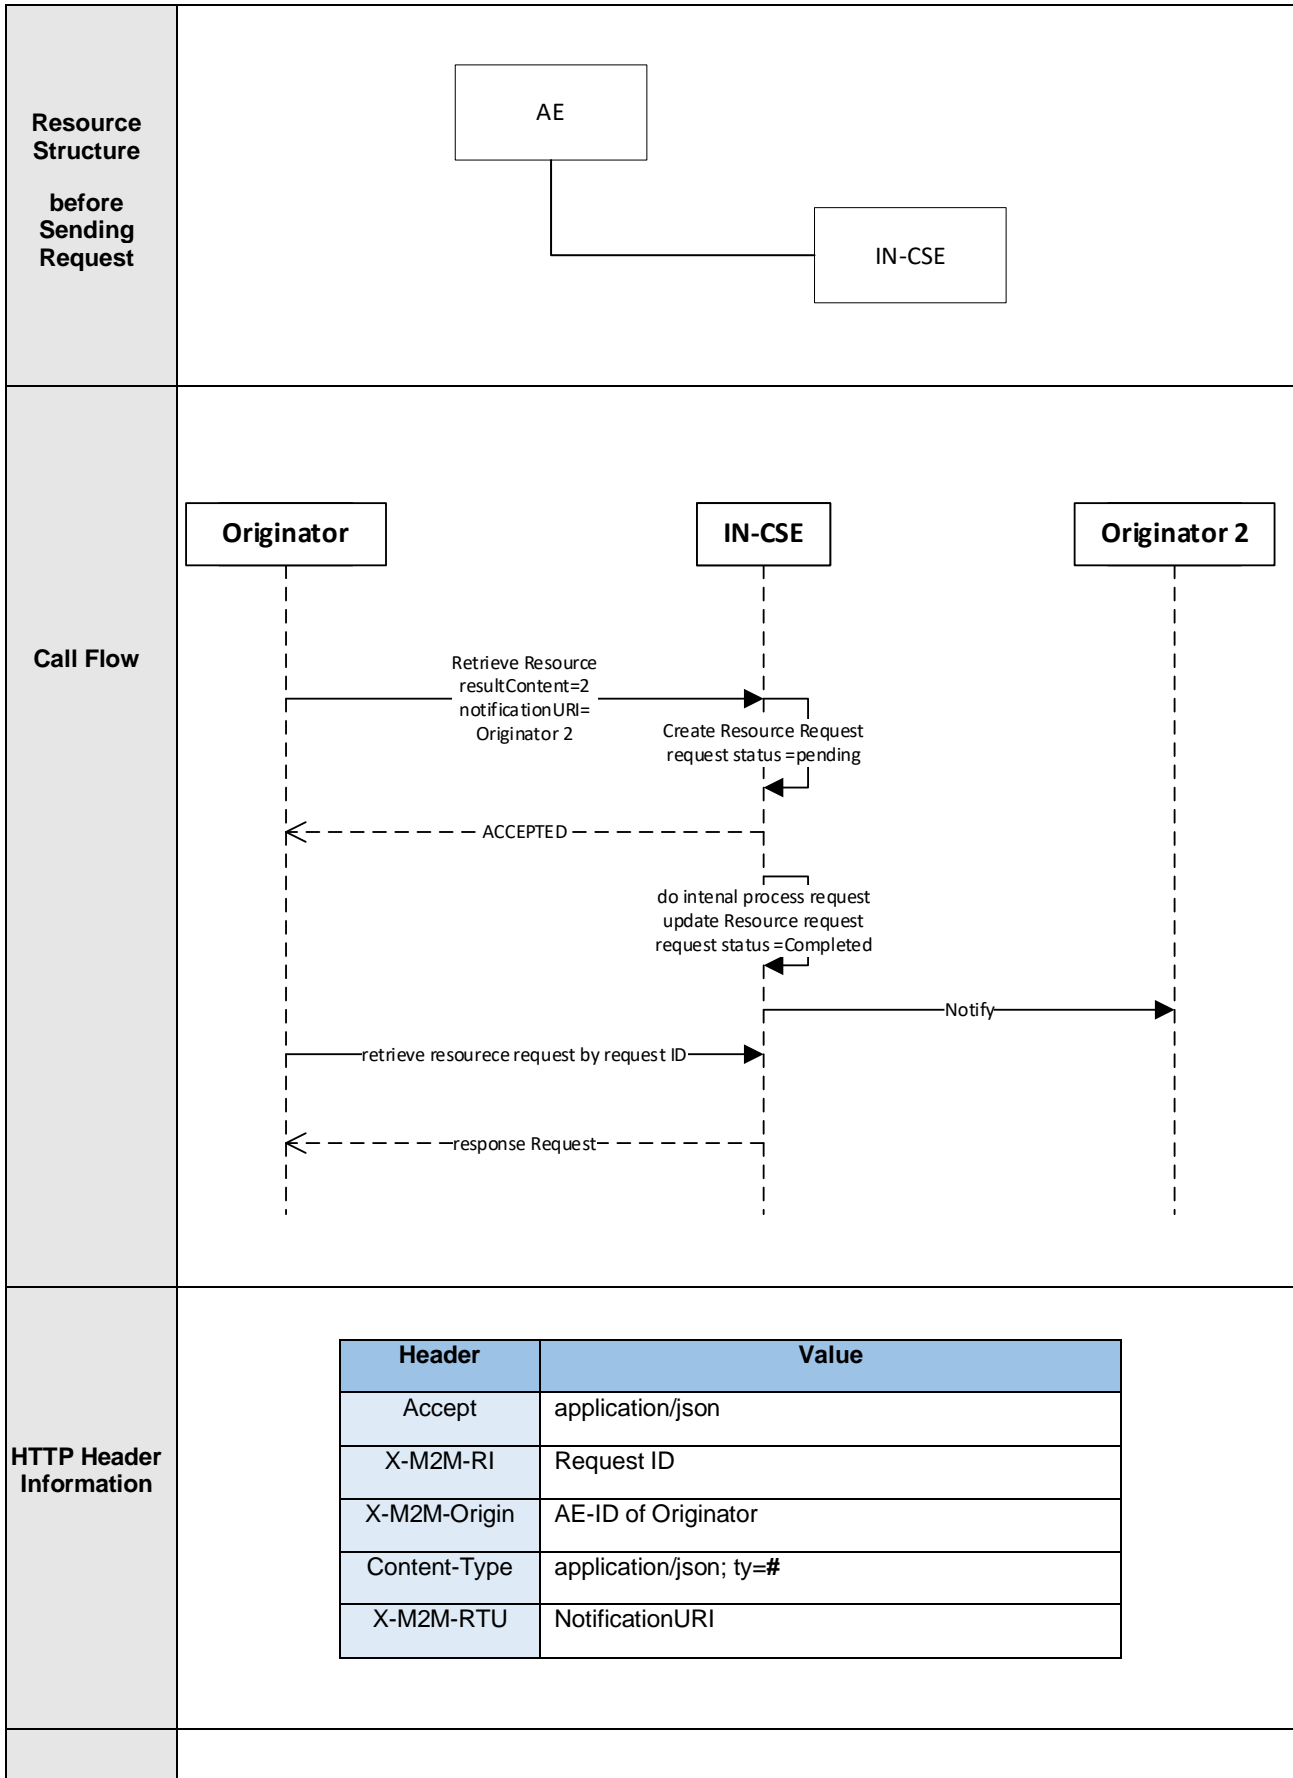 Resource
Structure
before
Sending
Request
AE
IN-CSE
Call Flow
Originator
IN-CSE
Originator 2
Retrieve Resource
resultContent=2
notificationURI=
Originator 2
Create Resource Request
request status =pending
ACCEPTED
do intenal process request
update Resource request
request status =Completed
Notify
retrieve resourece request by request ID
response Request
HTTP Header
Information
Header Value
Accept application/json
X-M2M-RI Request ID
X-M2M-Origin AE-ID of Originator
Content-Type application/json; ty=#
X-M2M-RTU NotificationURI